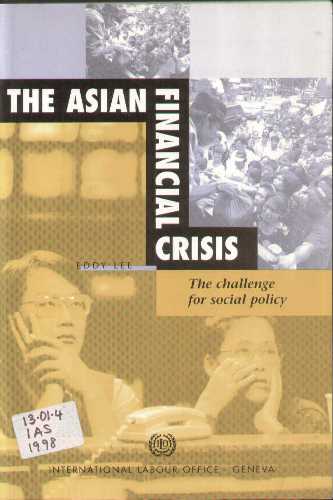 THE ASIAN
FINANCIAL
CRISIS
EDDY LEE
The challenge
for social policy
13.01.4
IAS
1998
ILO
INTERNATIONAL LABOUR OFFICE · GENEVA